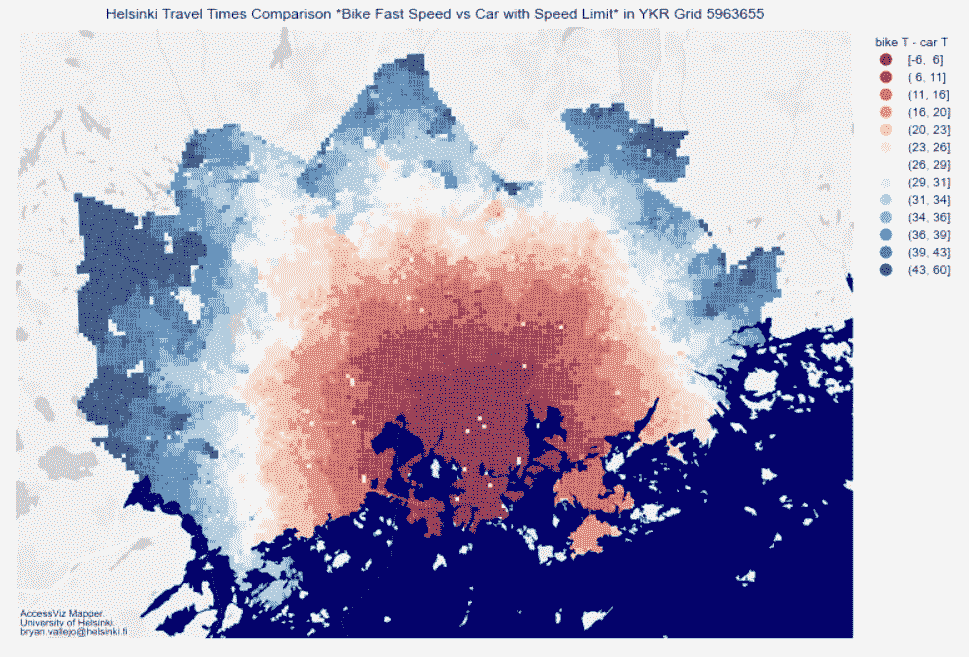 Helsinki Travel Times Comparison *Bike Fast Speed vs Car with Speed Limit* in YKR Grid 5963655
bike T - car T
[-6, 6]
( 6, 11]
(11, 16]
(16, 20]
(20, 23]
(23, 26]
(26, 29]
(29, 31]
(31, 34]
(34, 36]
(36, 39]
(39, 43]
(43, 60]
AccessViz Mapper.
University of Helsinki.
bryan.vallejo@helsinki.fi